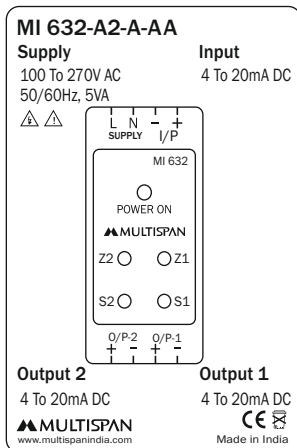 MI 632-A2-A-AA
Supply Input
100 To 270V AC 4 To 20mA DC
50/60Hz, 5VA
L N - +
SUPPLY I/P
MI 632
POWER ON
MULTISPAN
Z2 Z1
S2 S1
O/P-2 O/P-1
+ - + -
Output 2 Output 1
4 To 20mA DC 4 To 20mA DC
MULTISPAN CE
www.multispanindia.com Made in India